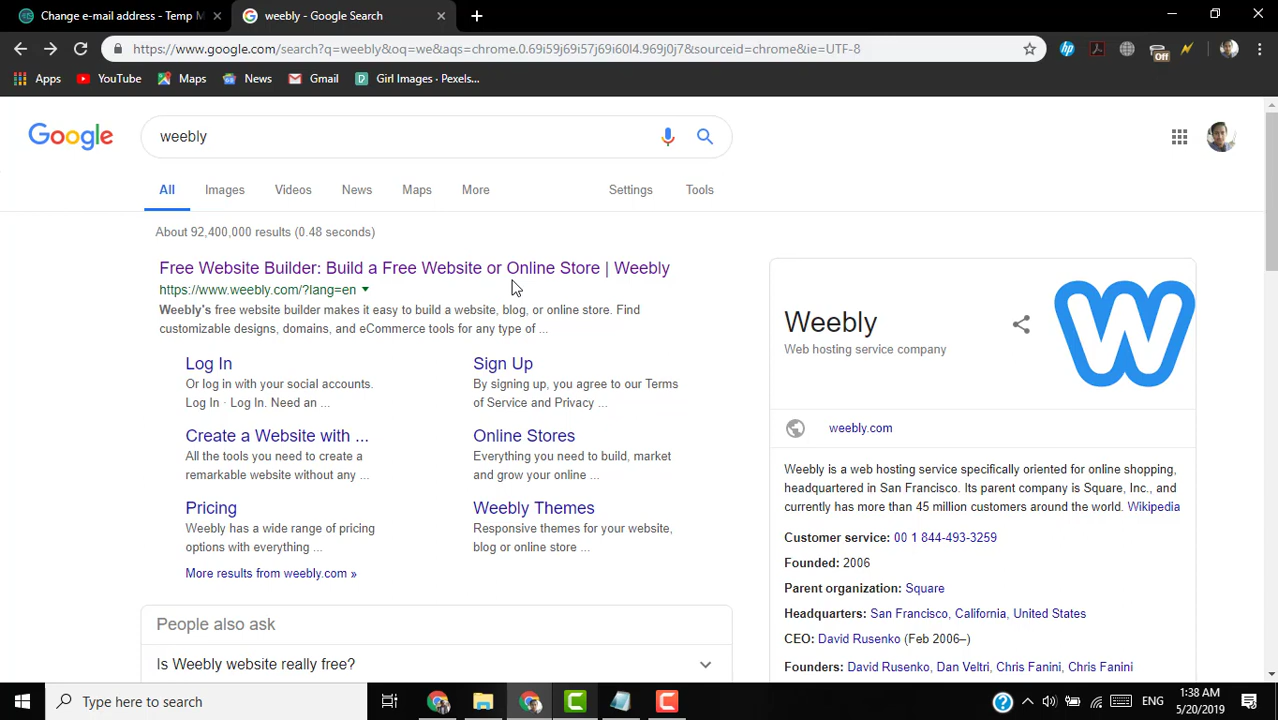 Change e-mail address - Temp M
weebly - Google Search
https://www.google.com/search?q=weebly&oq=we&aqs=chrome.0.69i59j69i57j69i60l4.969j0j7&sourceid=chrome&ie=UTF-8
Off
Apps
YouTube
Maps
News
Gmail
Girl Images - Pexels...
Google
weebly
All
Images
Videos
News
Maps
More
Settings
Tools
About 92,400,000 results (0.48 seconds)
Free Website Builder: Build a Free Website or Online Store | Weebly
https://www.weebly.com/?lang=en
Weebly's free website builder makes it easy to build a website, blog, or online store. Find
customizable designs, domains, and eCommerce tools for any type of ...
Log In
Or log in with your social accounts.
Log In · Log In. Need an ...
Sign Up
By signing up, you agree to our Terms
of Service and Privacy ...
Create a Website with ...
All the tools you need to create a
remarkable website without any ...
Online Stores
Everything you need to build, market
and grow your online ...
Pricing
Weebly has a wide range of pricing
options with everything ...
Weebly Themes
Responsive themes for your website,
blog or online store ...
More results from weebly.com »
People also ask
Is Weebly website really free?
Weebly
Web hosting service company
weebly.com
Weebly is a web hosting service specifically oriented for online shopping,
headquartered in San Francisco. Its parent company is Square, Inc., and
currently has more than 45 million customers around the world. Wikipedia
Customer service: 00 1 844-493-3259
Founded: 2006
Parent organization: Square
Headquarters: San Francisco, California, United States
CEO: David Rusenko (Feb 2006–)
Founders: David Rusenko, Dan Veltri, Chris Fanini, Chris Fanini
Type here to search
ENG
1:38 AM
5/20/2019